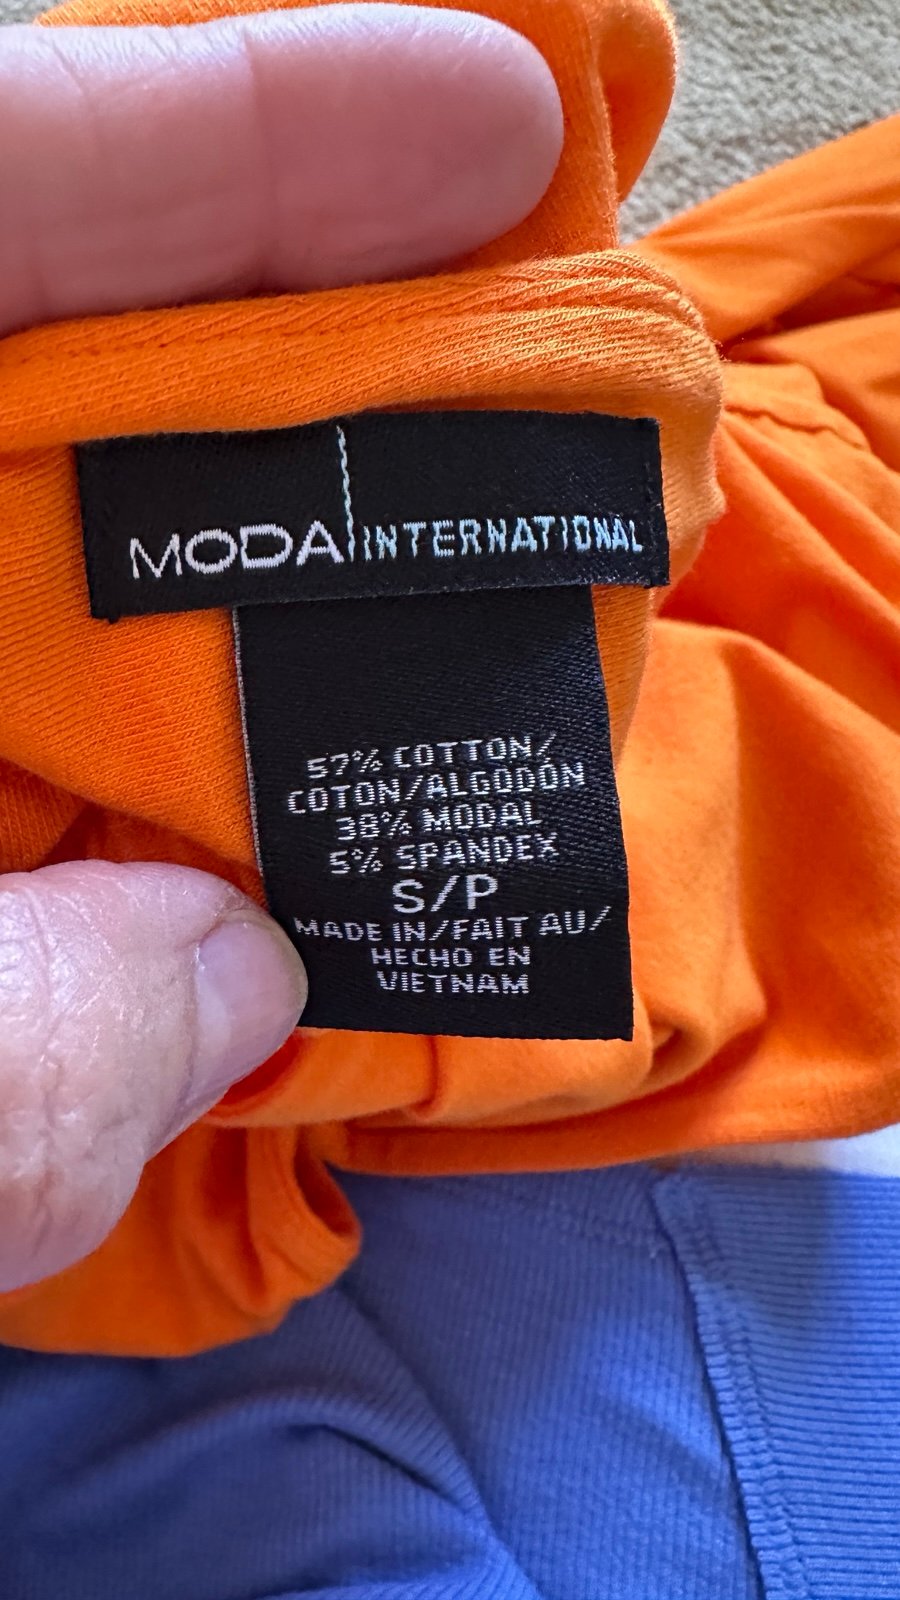 MODA INTERNATIONAL
57% COTTON/
COTON/ALGODÓN
38% MODAL
5% SPANDEX
S/P
MADE IN/FAIT AU/
HECHO EN
VIETNAM